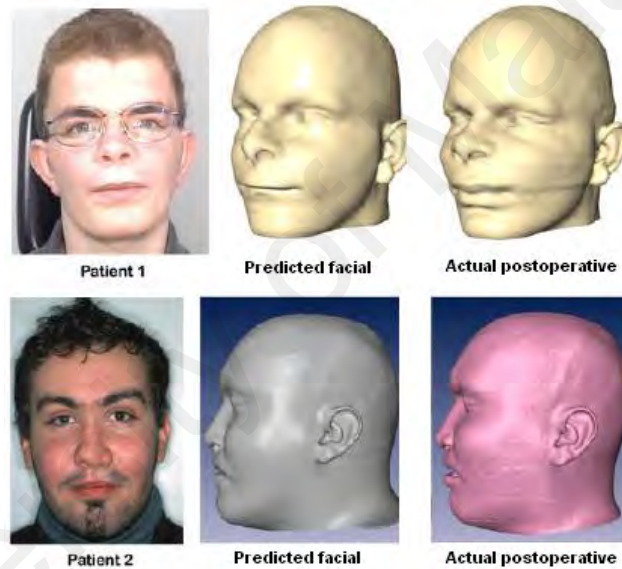 Patient 1
Predicted facial
Actual postoperative
Patient 2
Predicted facial
Actual postoperative